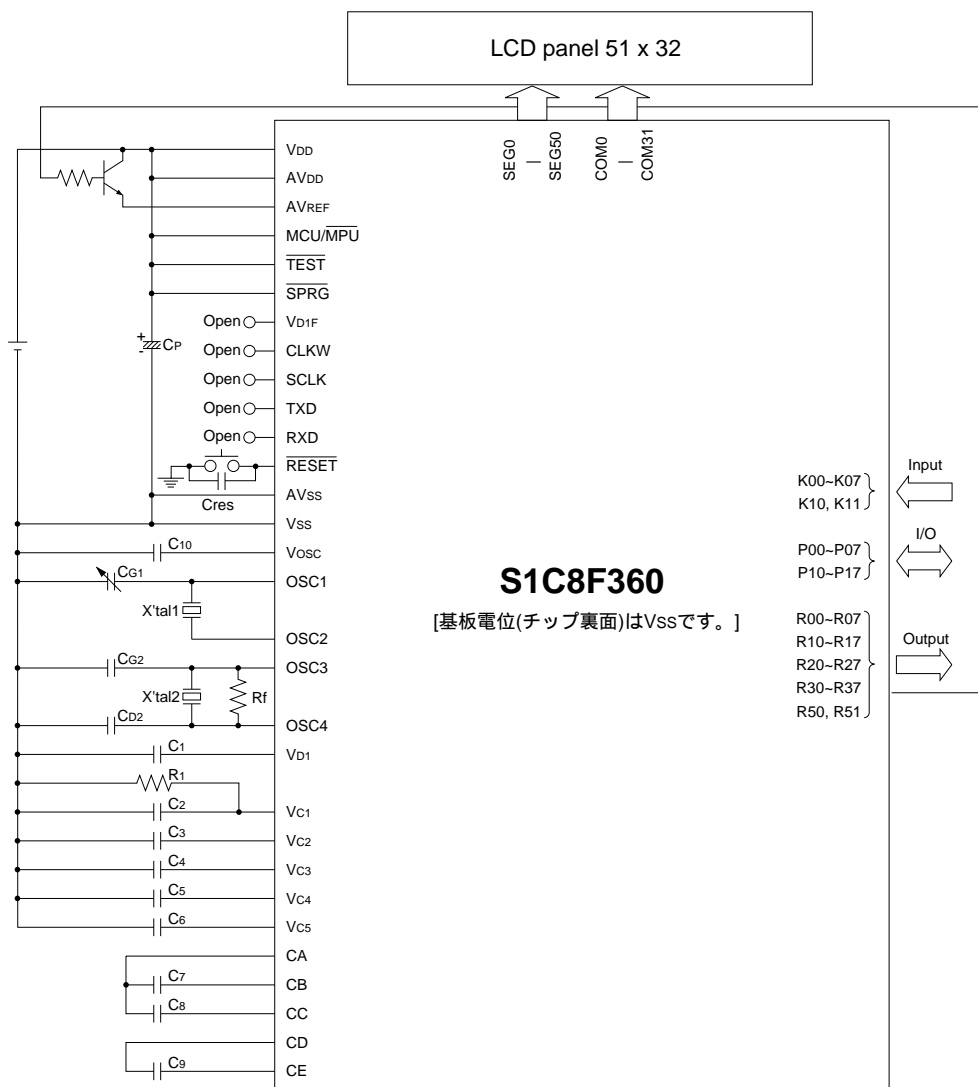 LCD panel 51 x 32
SEG0
SEG50
COM0
COM31
VDD
AVDD
AVREF
MCU/MPU
TEST
SPRG
Open
VD1F
Open
CLKW
Open
SCLK
Open
TXD
Open
RXD
RESET
Cres
AVSS
VSS
+
-
CP
C10
VOSC
CG1
OSC1
X'tal1
OSC2
CG2
OSC3
X'tal2
Rf
CD2
OSC4
C1
VD1
R1
C2
VC1
C3
VC2
C4
VC3
C5
VC4
C6
VC5
CA
C7
CB
C8
CC
CD
C9
CE
S1C8F360
[基板電位(チップ裏面)はVSSです。]
K00~K07
K10, K11
Input
P00~P07
P10~P17
I/O
R00~R07
R10~R17
R20~R27
R30~R37
R50, R51
Output